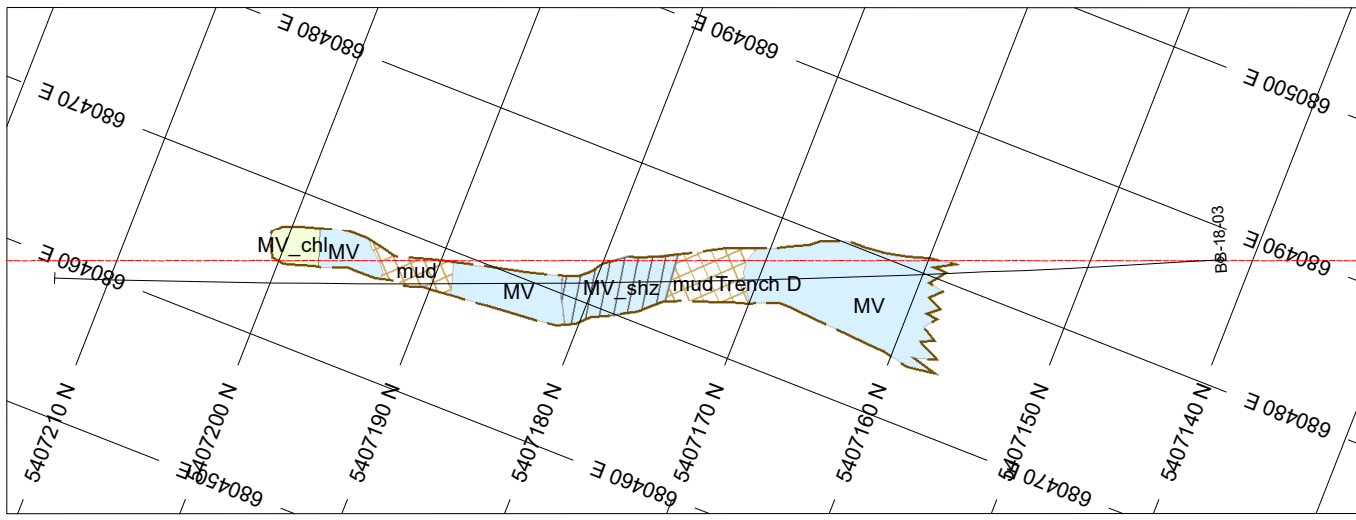 680480 E
680490 E
680500 E
680470 E
680490 E
680460 E
BB-18-03
MV_chl
MV
mud
MV
MV_shz
mud
Trench D
MV
680480 E
680470 E
680460 E
680450 E
5407210 N
5407200 N
5407190 N
5407180 N
5407170 N
5407160 N
5407150 N
5407140 N